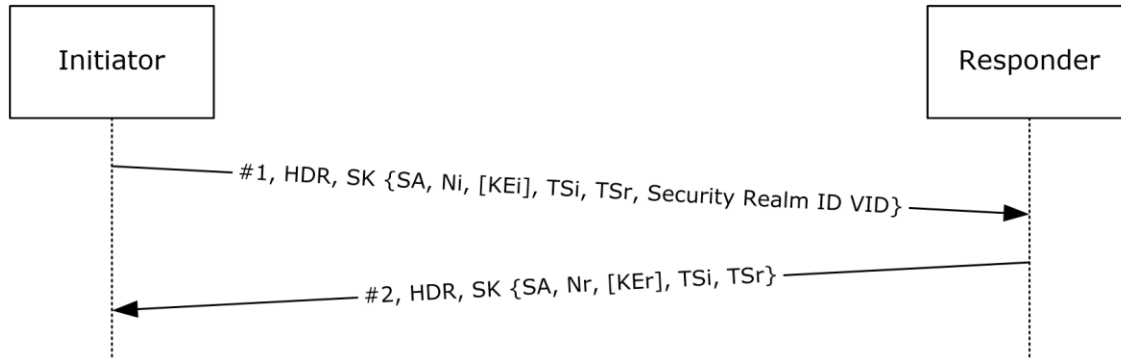 Initiator
Responder
#1, HDR, SK {SA, Ni, [KEi], TSi, TSr, Security Realm ID VID}
#2, HDR, SK {SA, Nr, [KEr], TSi, TSr}